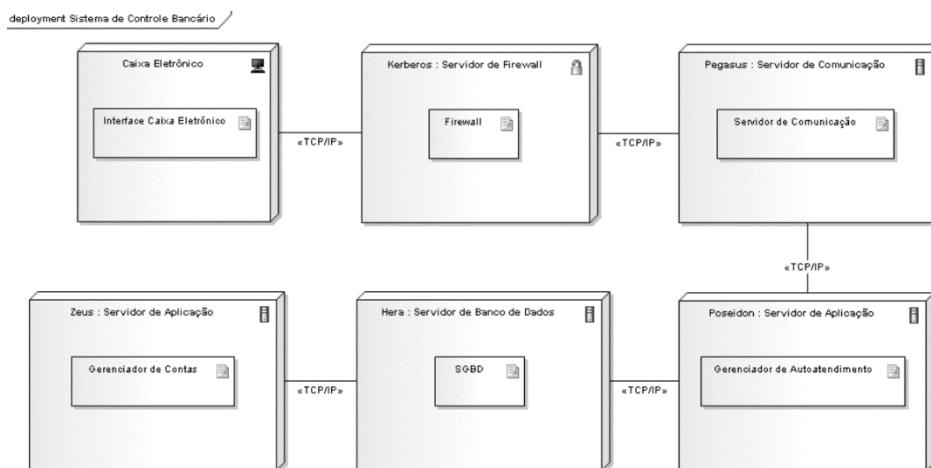 deployment Sistema de Controle Bancário
Caixa Eletrônico
Interface Caixa Eletrônico
«TCP/IP»
Kerberos : Servidor de Firewall
Firewall
«TCP/IP»
Pegasus : Servidor de Comunicação
Servidor de Comunicação
«TCP/IP»
Zeus : Servidor de Aplicação
Gerenciador de Contas
«TCP/IP»
Hera : Servidor de Banco de Dados
SGBD
«TCP/IP»
Poseidon : Servidor de Aplicação
Gerenciador de Autoatendimento